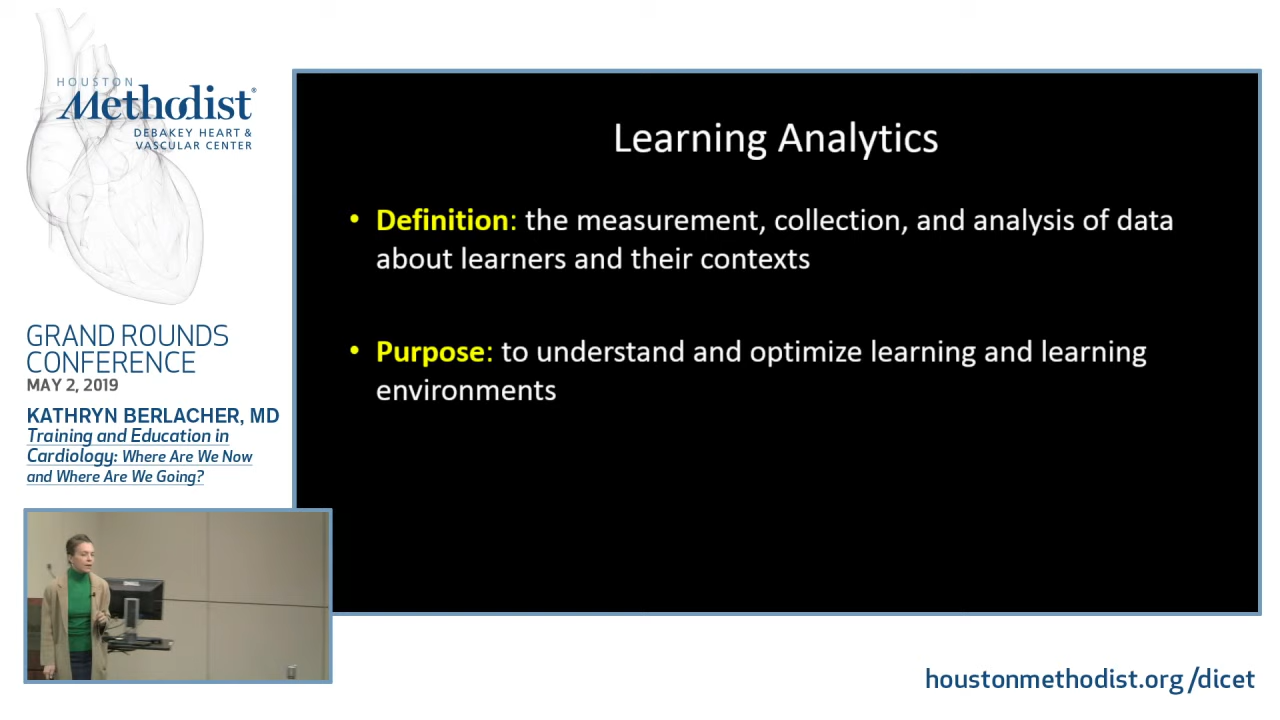 HOUSTON
Methodist®
DEBAKEY HEART &
VASCULAR CENTER
GRAND ROUNDS
CONFERENCE
MAY 2, 2019
KATHRYN BERLACHER, MD
Training and Education in
Cardiology: Where Are We Now
and Where Are We Going?
Learning Analytics
• Definition: the measurement, collection, and analysis of data
about learners and their contexts
• Purpose: to understand and optimize learning and learning
environments
houstonmethodist.org/dicet